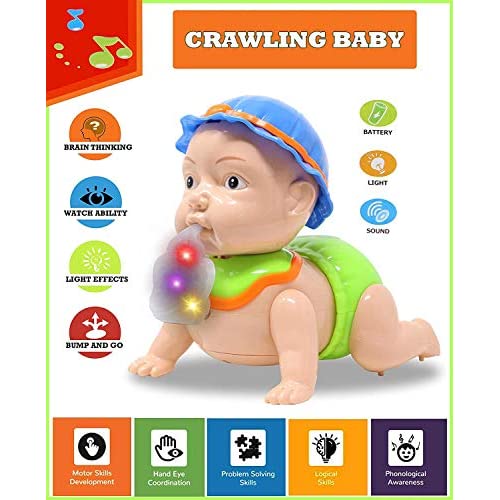 CRAWLING BABY
BRAIN THINKING
WATCH ABILITY
LIGHT EFFECTS
BUMP AND GO
BATTERY
LIGHT
SOUND
Motor Skills
Development
Hand Eye
Coordination
Problem Solving
Skills
Logical
Skills
Phonological
Awareness